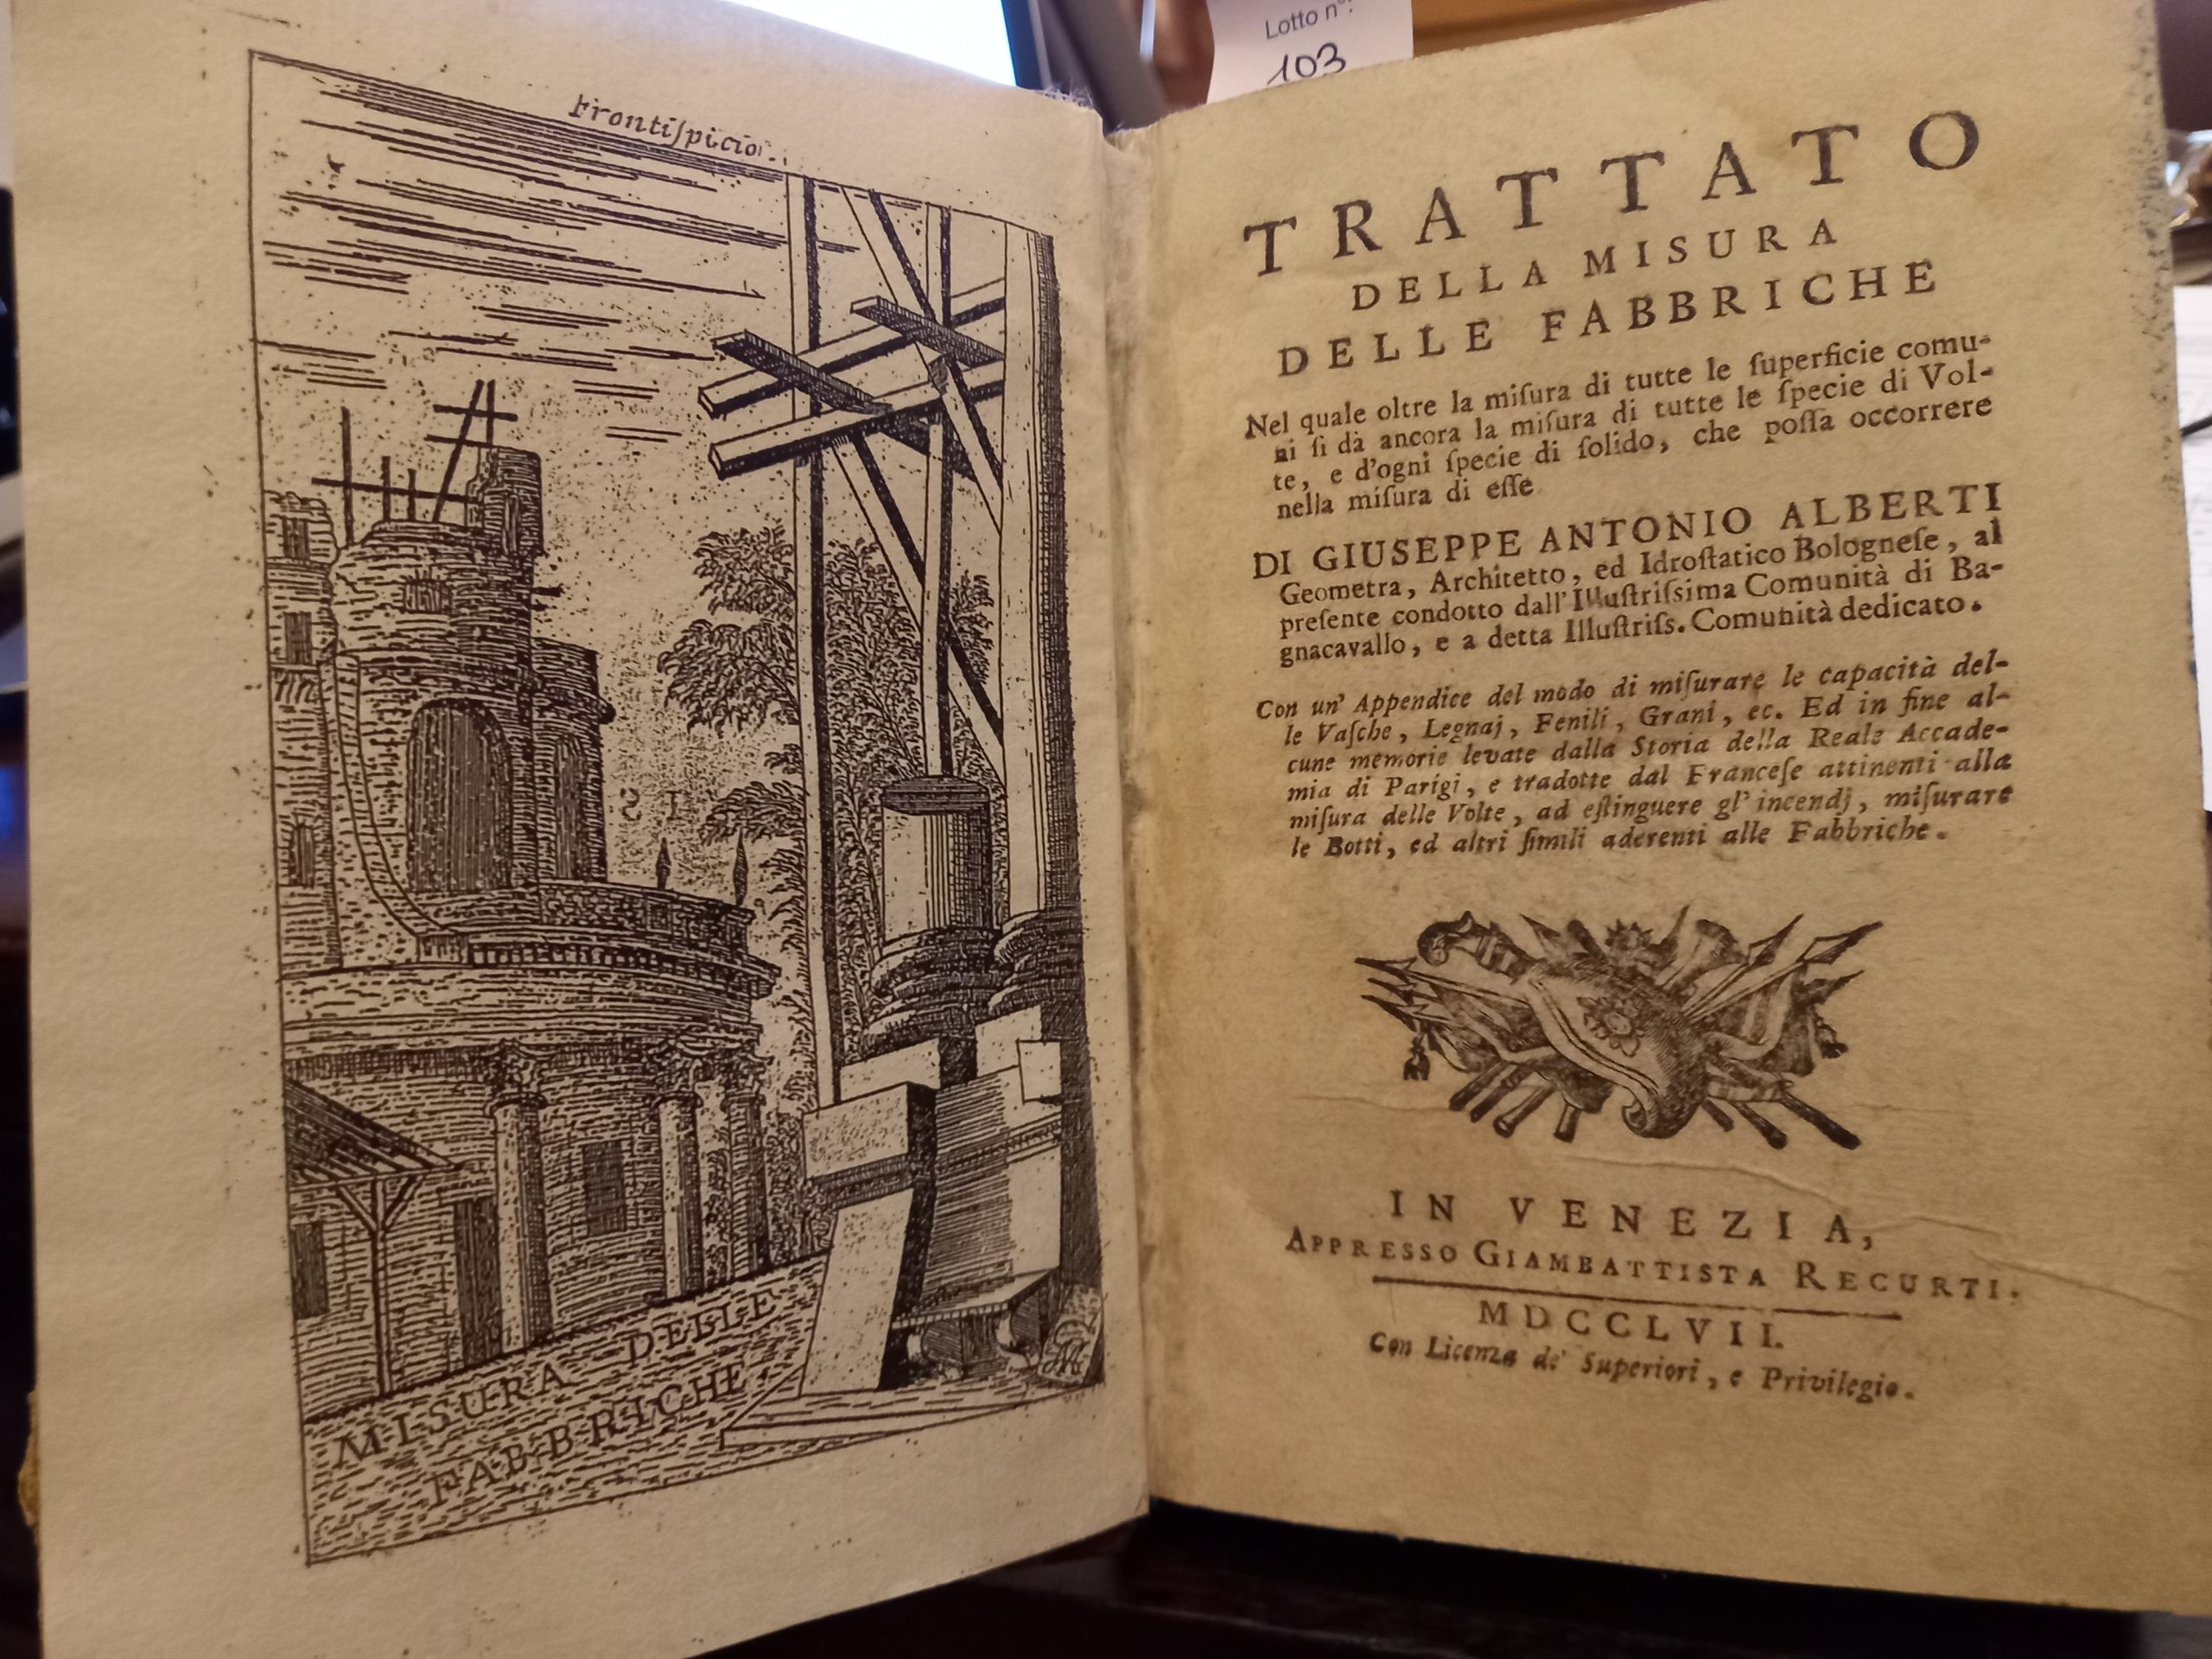 Lotto n°:
103
Frontiſpicio.
MISURA DELLE
FABBRICHE
TRATTATO
DELLA MISURA
DELLE FABBRICHE
Nel quale oltre la miſura di tutte le ſuperficie comu-
ni ſi dà ancora la miſura di tutte le ſpecie di Vol-
te, e d'ogni ſpecie di ſolido, che poſſa occorrere
nella miſura di eſſe
DI GIUSEPPE ANTONIO ALBERTI
Geometra, Architetto, ed Idroſtatico Bologneſe, al
preſente condotto dall'Illuſtriſsima Comunità di Ba-
gnacavallo, e a detta Illuſtriſs. Comunità dedicato.
Con un' Appendice del modo di miſurare le capacità del-
le Vaſche, Legnaj, Fenili, Grani, ec. Ed in fine al-
cune memorie levate dalla Storia della Reale Accade-
mia di Parigi, e tradotte dal Franceſe attinenti alla
miſura delle Volte, ad eſtinguere gl' incendj, miſurare
le Botti, ed altri ſimili aderenti alle Fabbriche.
IN VENEZIA,
APPRESSO GIAMBATTISTA RECURTI.
MDCCLVII.
Con Licenza de' Superiori, e Privilegio.